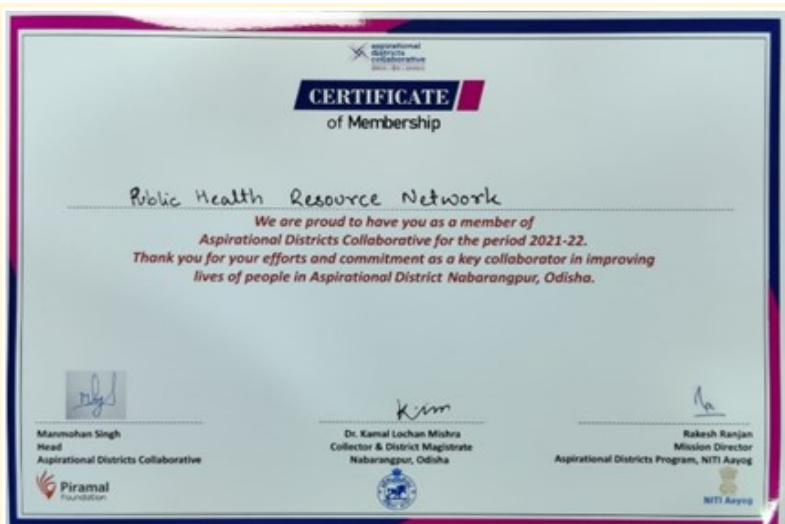 aspirational
districts
collaborative
CERTIFICATE
of Membership
Public Health Resource Network
We are proud to have you as a member of
Aspirational Districts Collaborative for the period 2021-22.
Thank you for your efforts and commitment as a key collaborator in improving
lives of people in Aspirational District Nabarangpur, Odisha.
Manmohan Singh
Head
Aspirational Districts Collaborative
Piramal
Foundation
Dr. Kamal Lochan Mishra
Collector & District Magistrate
Nabarangpur, Odisha
Rakesh Ranjan
Mission Director
Aspirational Districts Program, NITI Aayog
NITI Aayog